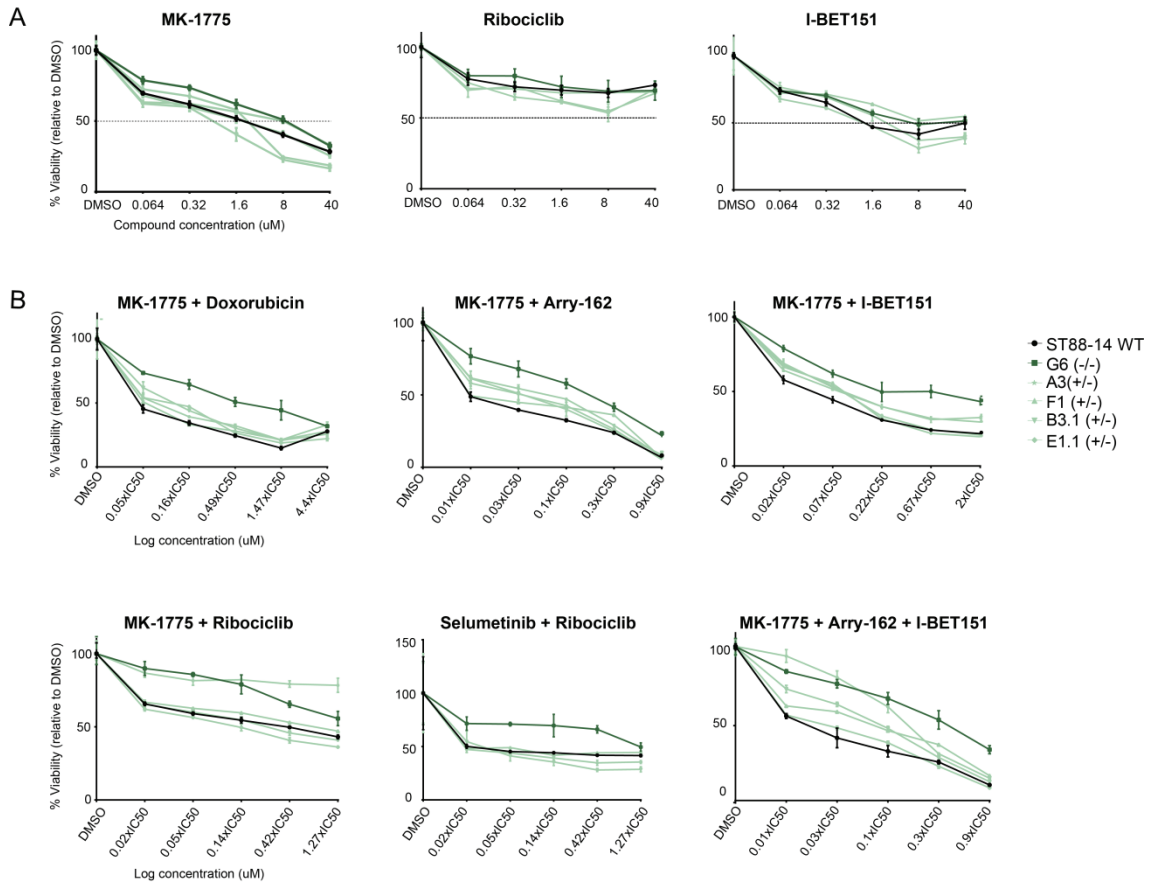 A
MK-1775
Ribociclib
I-BET151
% Viability (relative to DMSO)
100
50
0
DMSO 0.064 0.32 1.6 8 40
Compound concentration (uM)
100
50
0
DMSO 0.064 0.32 1.6 8 40
100
50
0
DMSO 0.064 0.32 1.6 8 40
B
MK-1775 + Doxorubicin
MK-1775 + Arry-162
MK-1775 + I-BET151
% Viability (relative to DMSO)
100
50
0
DMSO 0.05xIC50 0.16xIC50 0.49xIC50 1.47xIC50 4.4xIC50
Log concentration (uM)
100
50
0
DMSO 0.01xIC50 0.03xIC50 0.1xIC50 0.3xIC50 0.9xIC50
100
50
0
DMSO 0.02xIC50 0.07xIC50 0.22xIC50 0.67xIC50 2xIC50
ST88-14 WT
G6 (-/-)
A3(+/-)
F1 (+/-)
B3.1 (+/-)
E1.1 (+/-)
MK-1775 + Ribociclib
Selumetinib + Ribociclib
MK-1775 + Arry-162 + I-BET151
% Viability (relative to DMSO)
100
50
0
DMSO 0.02xIC50 0.05xIC50 0.14xIC50 0.42xIC50 1.27xIC50
Log concentration (uM)
150
100
50
0
DMSO 0.02xIC50 0.05xIC50 0.14xIC50 0.42xIC50 1.27xIC50
100
50
0
DMSO 0.01xIC50 0.03xIC50 0.1xIC50 0.3xIC50 0.9xIC50